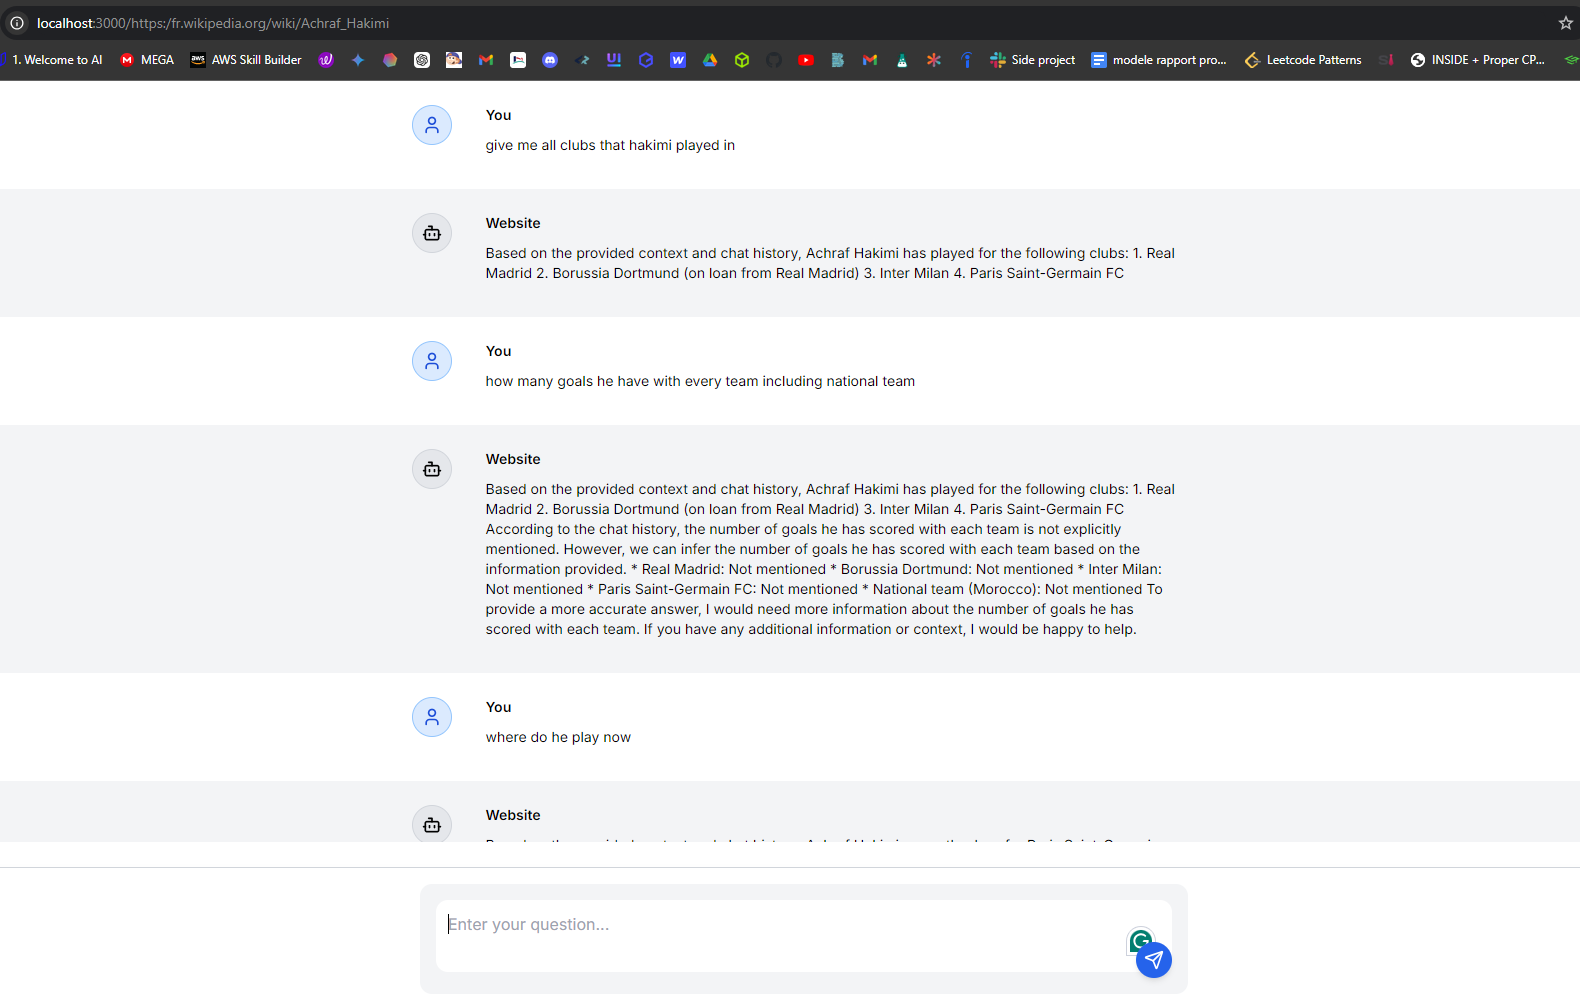 localhost:3000/https:/fr.wikipedia.org/wiki/Achraf_Hakimi
1. Welcome to AI MEGA aws AWS Skill Builder Side project modele rapport pro... Leetcode Patterns INSIDE + Proper CP...
You
give me all clubs that hakimi played in
Website
Based on the provided context and chat history, Achraf Hakimi has played for the following clubs: 1. Real
Madrid 2. Borussia Dortmund (on loan from Real Madrid) 3. Inter Milan 4. Paris Saint-Germain FC
You
how many goals he have with every team including national team
Website
Based on the provided context and chat history, Achraf Hakimi has played for the following clubs: 1. Real
Madrid 2. Borussia Dortmund (on loan from Real Madrid) 3. Inter Milan 4. Paris Saint-Germain FC
According to the chat history, the number of goals he has scored with each team is not explicitly
mentioned. However, we can infer the number of goals he has scored with each team based on the
information provided. * Real Madrid: Not mentioned * Borussia Dortmund: Not mentioned * Inter Milan:
Not mentioned * Paris Saint-Germain FC: Not mentioned * National team (Morocco): Not mentioned To
provide a more accurate answer, I would need more information about the number of goals he has
scored with each team. If you have any additional information or context, I would be happy to help.
You
where do he play now
Website
Enter your question...